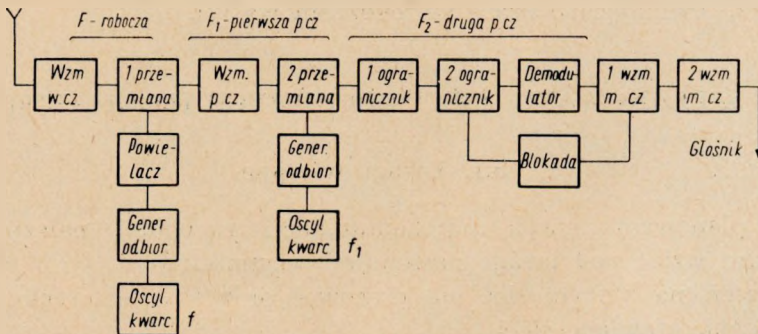 F - robocza
F₁-pierwsza p cz
F₂-druga p cz
Wzm
w.cz.
1 prze-
miana
Wzm.
p. cz.
2 prze-
miana
1 ogra-
nicznik
2 ogra-
nicznik
Demodu-
lator
1 wzm
m. cz.
2 wzm
m. cz.
Powie-
lacz
Gener
odbior.
Blokada
Głośnik
Gener
odbior.
Oscyl
kwarc.
f₁
Oscyl
kwarc.
f